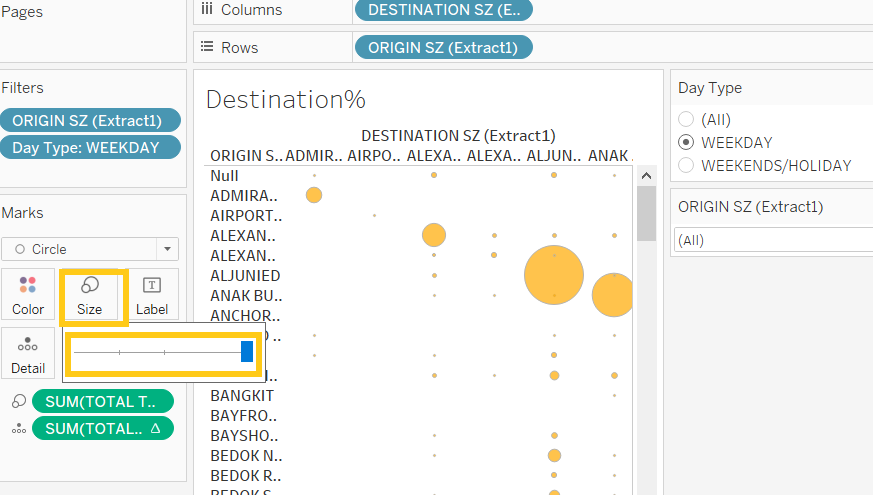 Pages
Columns
DESTINATION SZ (E..
Rows
ORIGIN SZ (Extract1)
Filters
ORIGIN SZ (Extract1)
Day Type: WEEKDAY
Marks
Circle
Color
Size
Label
Detail
SUM(TOTAL T..
SUM(TOTAL.. Δ
Destination%
DESTINATION SZ (Extract1)
ORIGIN S.. ADMIR.. AIRPO.. ALEXA.. ALEXA.. ALJUN.. ANAK
Null
ADMIRA..
AIRPORT..
ALEXAN..
ALEXAN..
ALJUNIED
ANAK BU..
ANCHOR..
BANGKIT
BAYFRO..
BAYSHO..
BEDOK N..
BEDOK R..
BEDOK S
Day Type
(All)
WEEKDAY
WEEKENDS/HOLIDAY
ORIGIN SZ (Extract1)
(All)